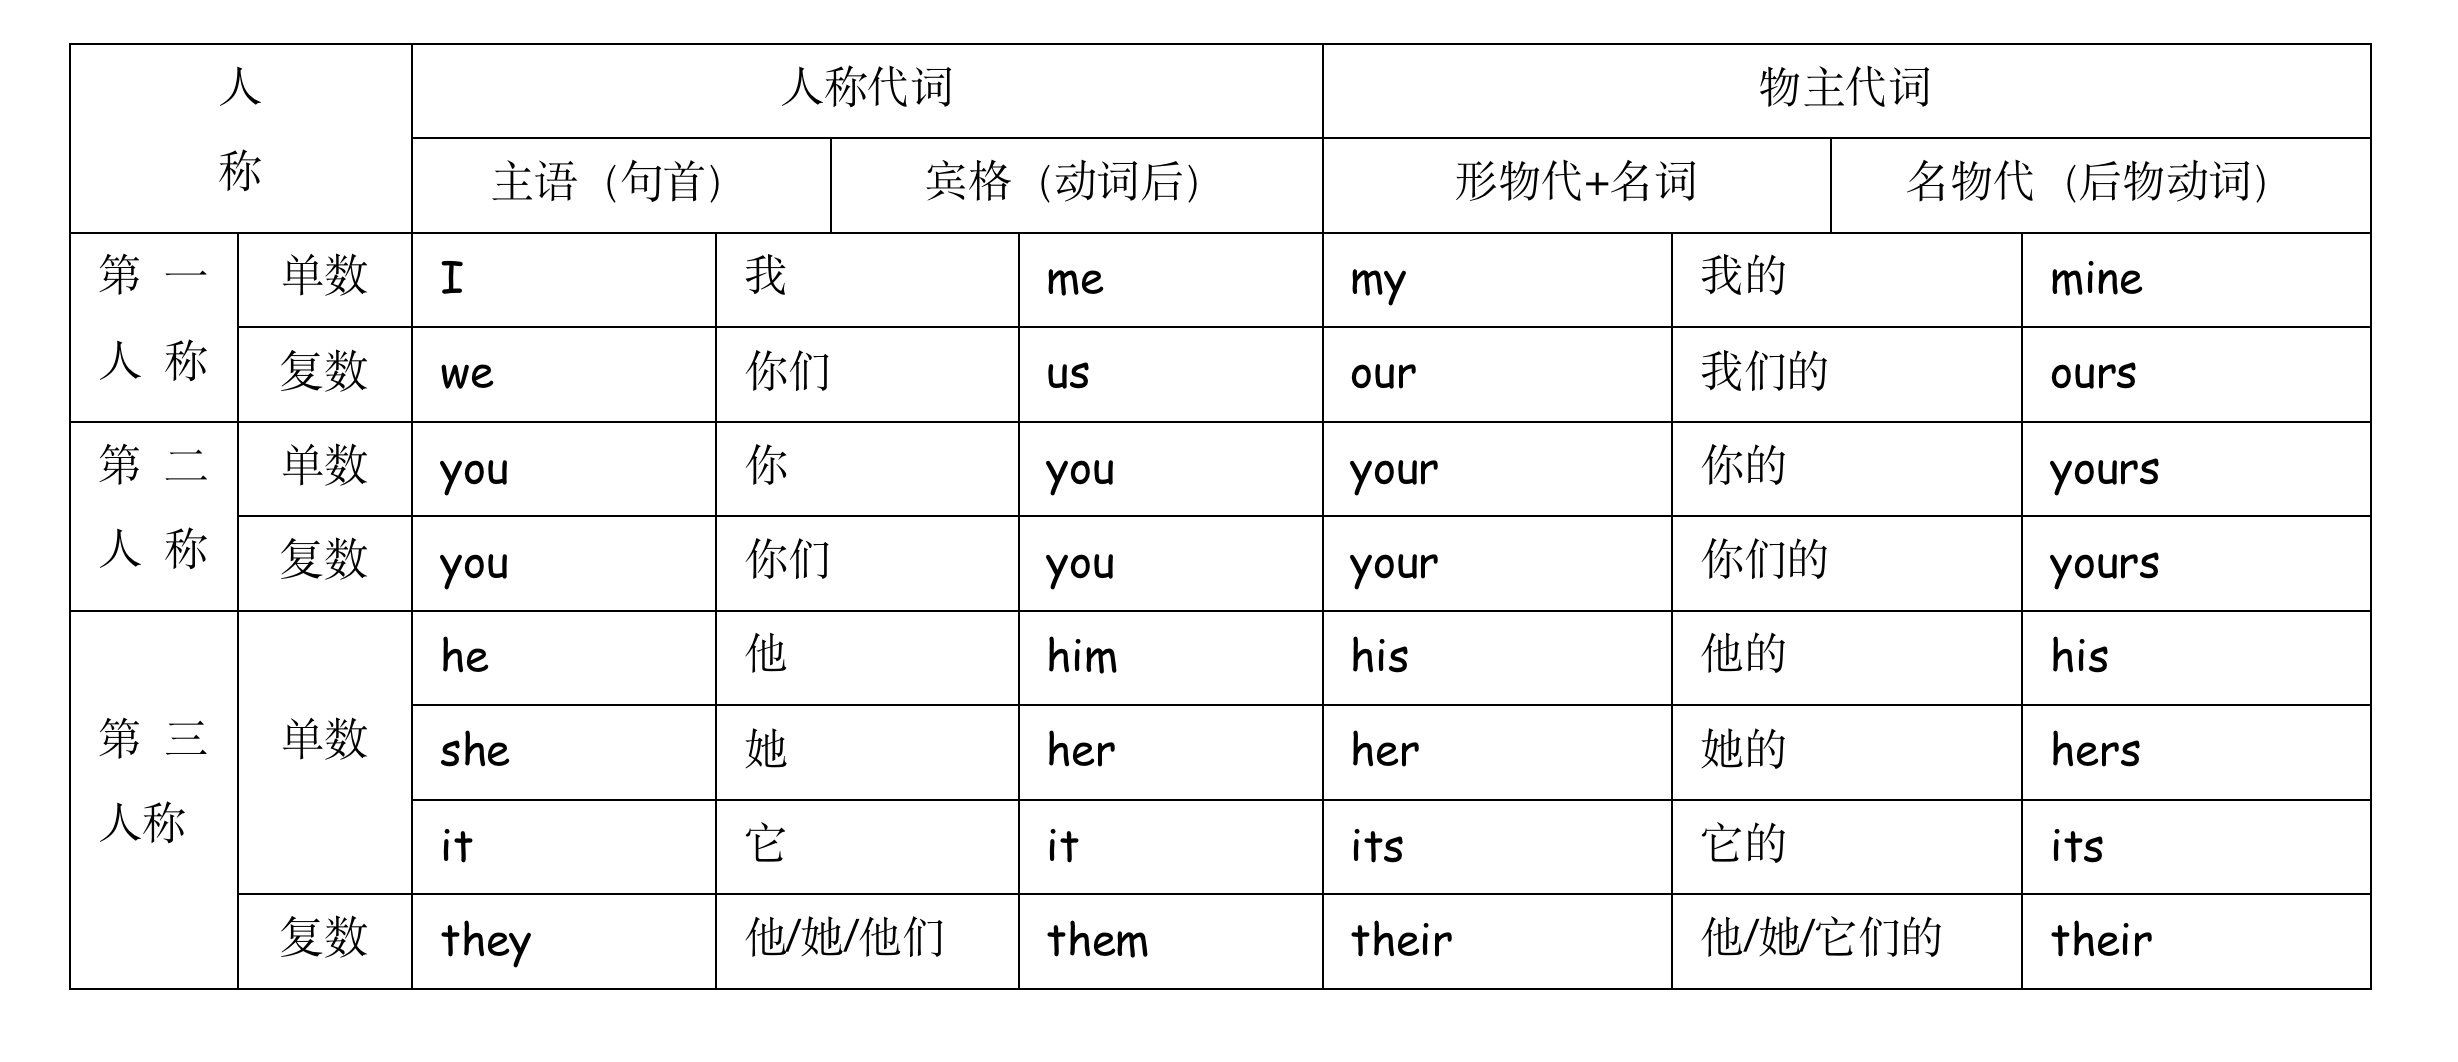 人
称
人称代词
物主代词
主语（句首）
宾格（动词后）
形物代+名词
名物代（后物动词）
第 一
人 称
单数
I
我
me
my
我的
mine
复数
we
你们
us
our
我们的
ours
第 二
人 称
单数
you
你
you
your
你的
yours
复数
you
你们
you
your
你们的
yours
第 三
人称
单数
he
他
him
his
他的
his
she
她
her
her
她的
hers
it
它
it
its
它的
its
复数
they
他/她/他们
them
their
他/她/它们的
their